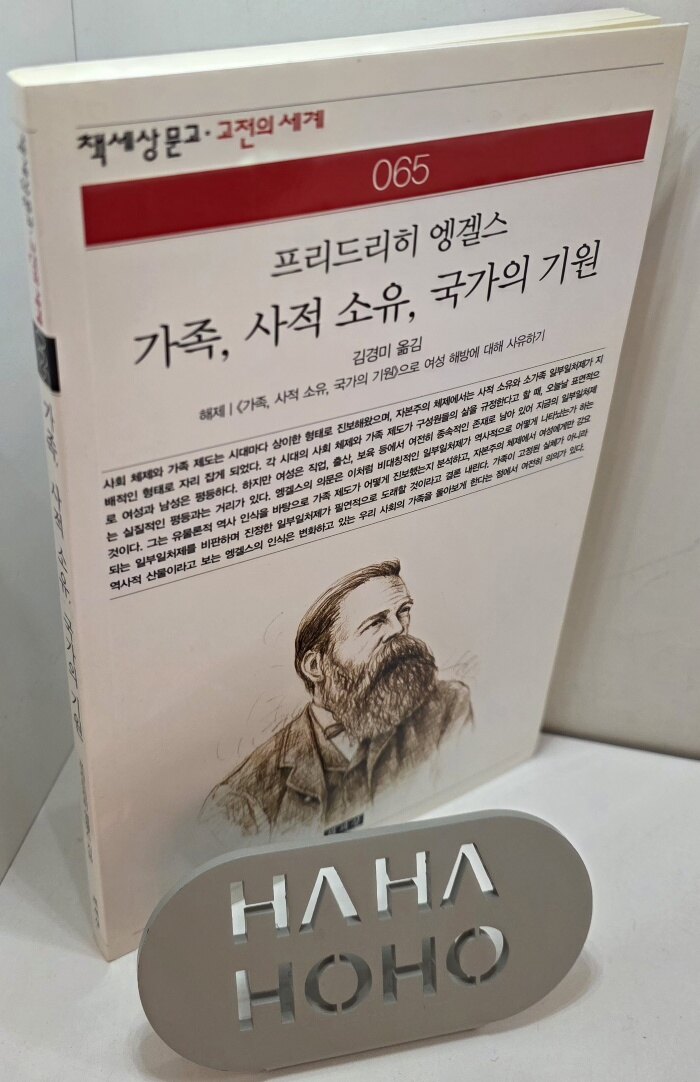 책세상문고·고전의세계
065
프리드리히 엥겔스
가족, 사적 소유, 국가의 기원
김경미 옮김
해제 | 《가족, 사적 소유, 국가의 기원》으로 여성 해방에 대해 사유하기
사회 체제와 가족 제도는 시대마다 상이한 형태로 진보해왔으며, 자본주의 체제에서는 사적 소유와 소가족 일부일처제가 지
배적인 형태로 자리 잡게 되었다. 각 시대의 사회 체제와 가족 제도가 구성원들의 삶을 규정한다고 할 때, 오늘날 표면적으
로 여성과 남성은 평등하다. 하지만 여성은 직업, 출산, 보육 등에서 여전히 종속적인 존재로 남아 있어 지금의 일부일처제
는 실질적인 평등과는 거리가 있다. 엥겔스의 의문은 이처럼 비대칭적인 일부일처제가 역사적으로 어떻게 나타났는가 하는
것이다. 그는 유물론적 역사 인식을 바탕으로 가족 제도가 어떻게 진보했는지 분석하고, 자본주의 체제에서 여성에게만 강요
되는 일부일처제를 비판하며 진정한 일부일처제가 필연적으로 도래할 것이라고 결론 내린다. 가족이 고정된 실체가 아니라
역사적 산물이라고 보는 엥겔스의 인식은 변화하고 있는 우리 사회의 가족을 돌아보게 한다는 점에서 여전히 의의가 있다.
가족, 사적 소유, 국가의 기원
HAHA
HOHO